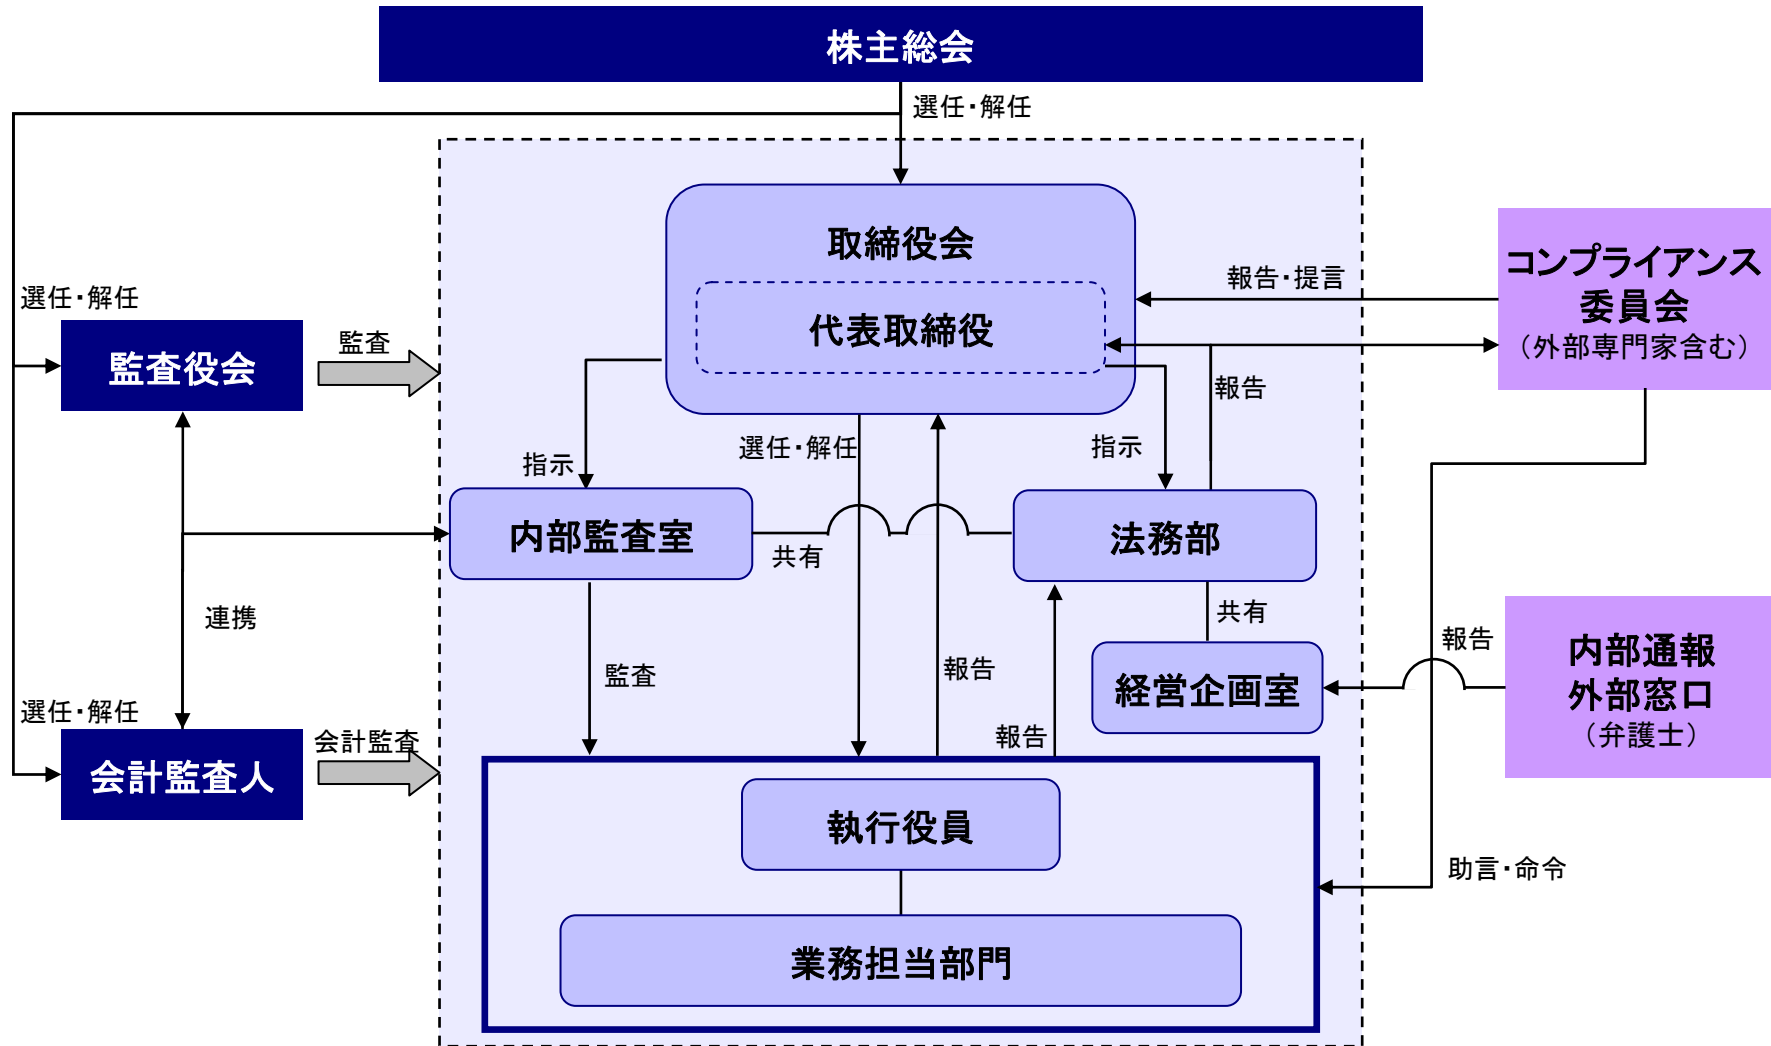 株主総会
選任・解任
取締役会
代表取締役
報告・提言
コンプライアンス
委員会
（外部専門家含む）
選任・解任
監査役会
監査
報告
指示
選任・解任
指示
内部監査室
共有
法務部
連携
共有
監査
報告
報告
経営企画室
報告
内部通報
外部窓口
（弁護士）
選任・解任
会計監査人
会計監査
執行役員
助言・命令
業務担当部門